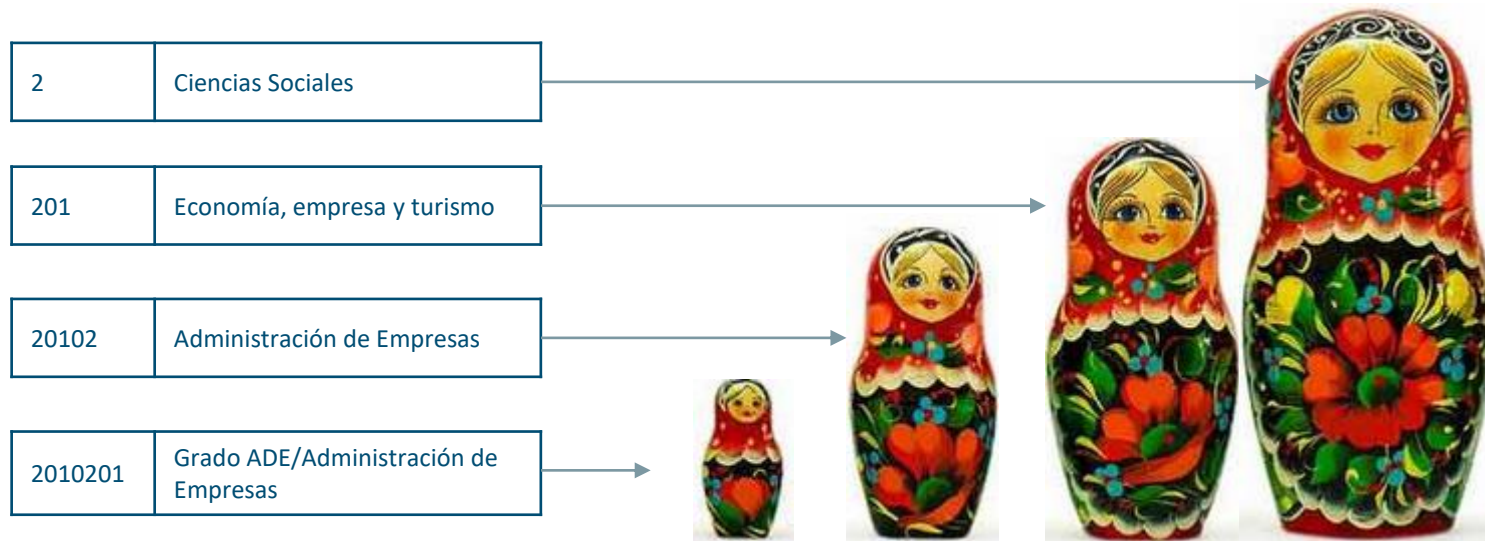 2 Ciencias Sociales
201 Economía, empresa y turismo
20102 Administración de Empresas
2010201 Grado ADE/Administración de
Empresas